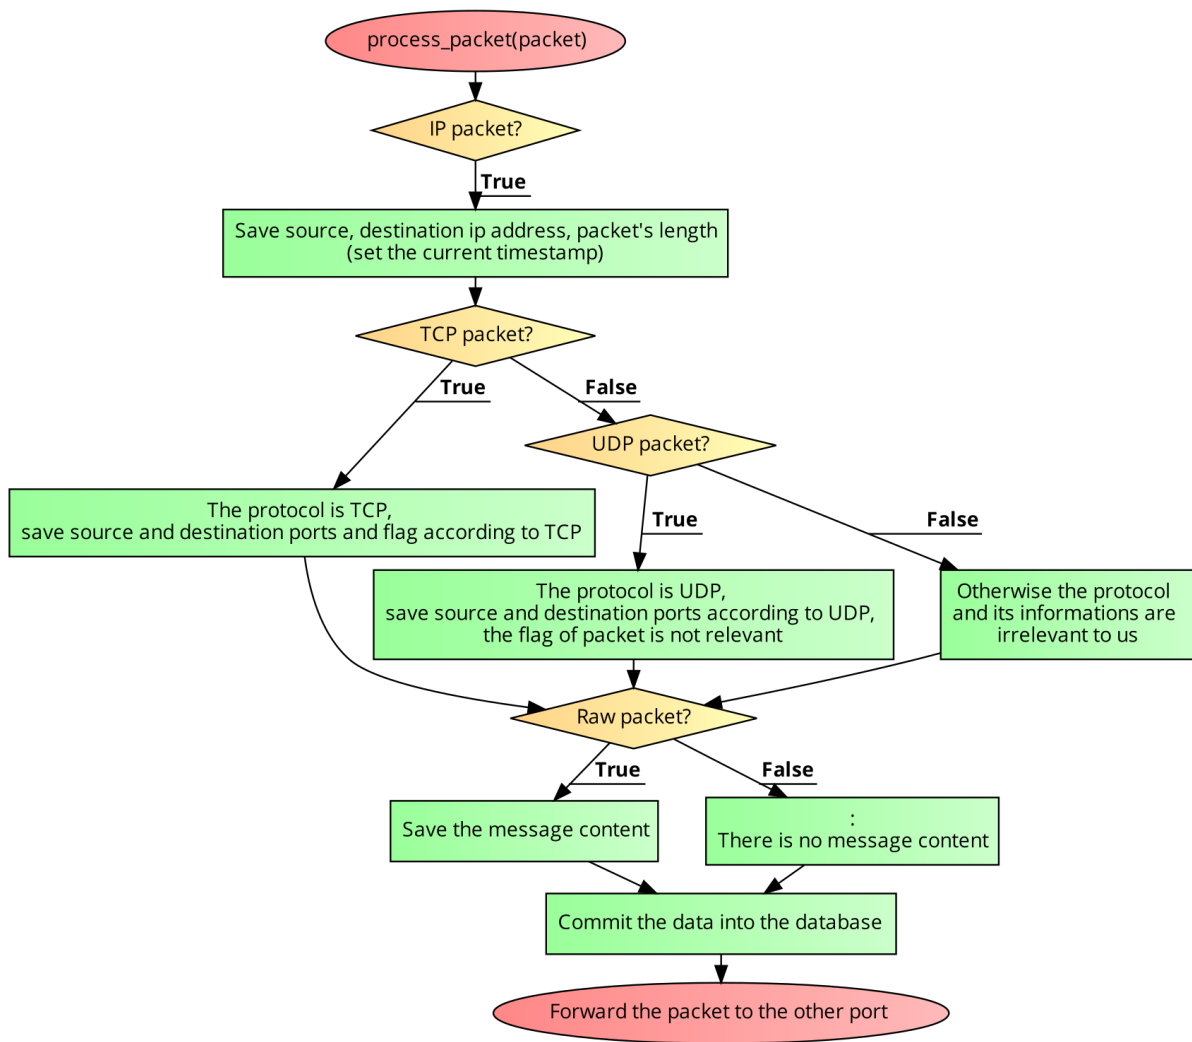 process_packet(packet)
IP packet?
True
Save source, destination ip address, packet's length
(set the current timestamp)
TCP packet?
True
False
UDP packet?
The protocol is TCP,
save source and destination ports and flag according to TCP
True
False
The protocol is UDP,
save source and destination ports according to UDP,
the flag of packet is not relevant
Otherwise the protocol
and its informations are
irrelevant to us
Raw packet?
True
False
Save the message content
:
There is no message content
Commit the data into the database
Forward the packet to the other port